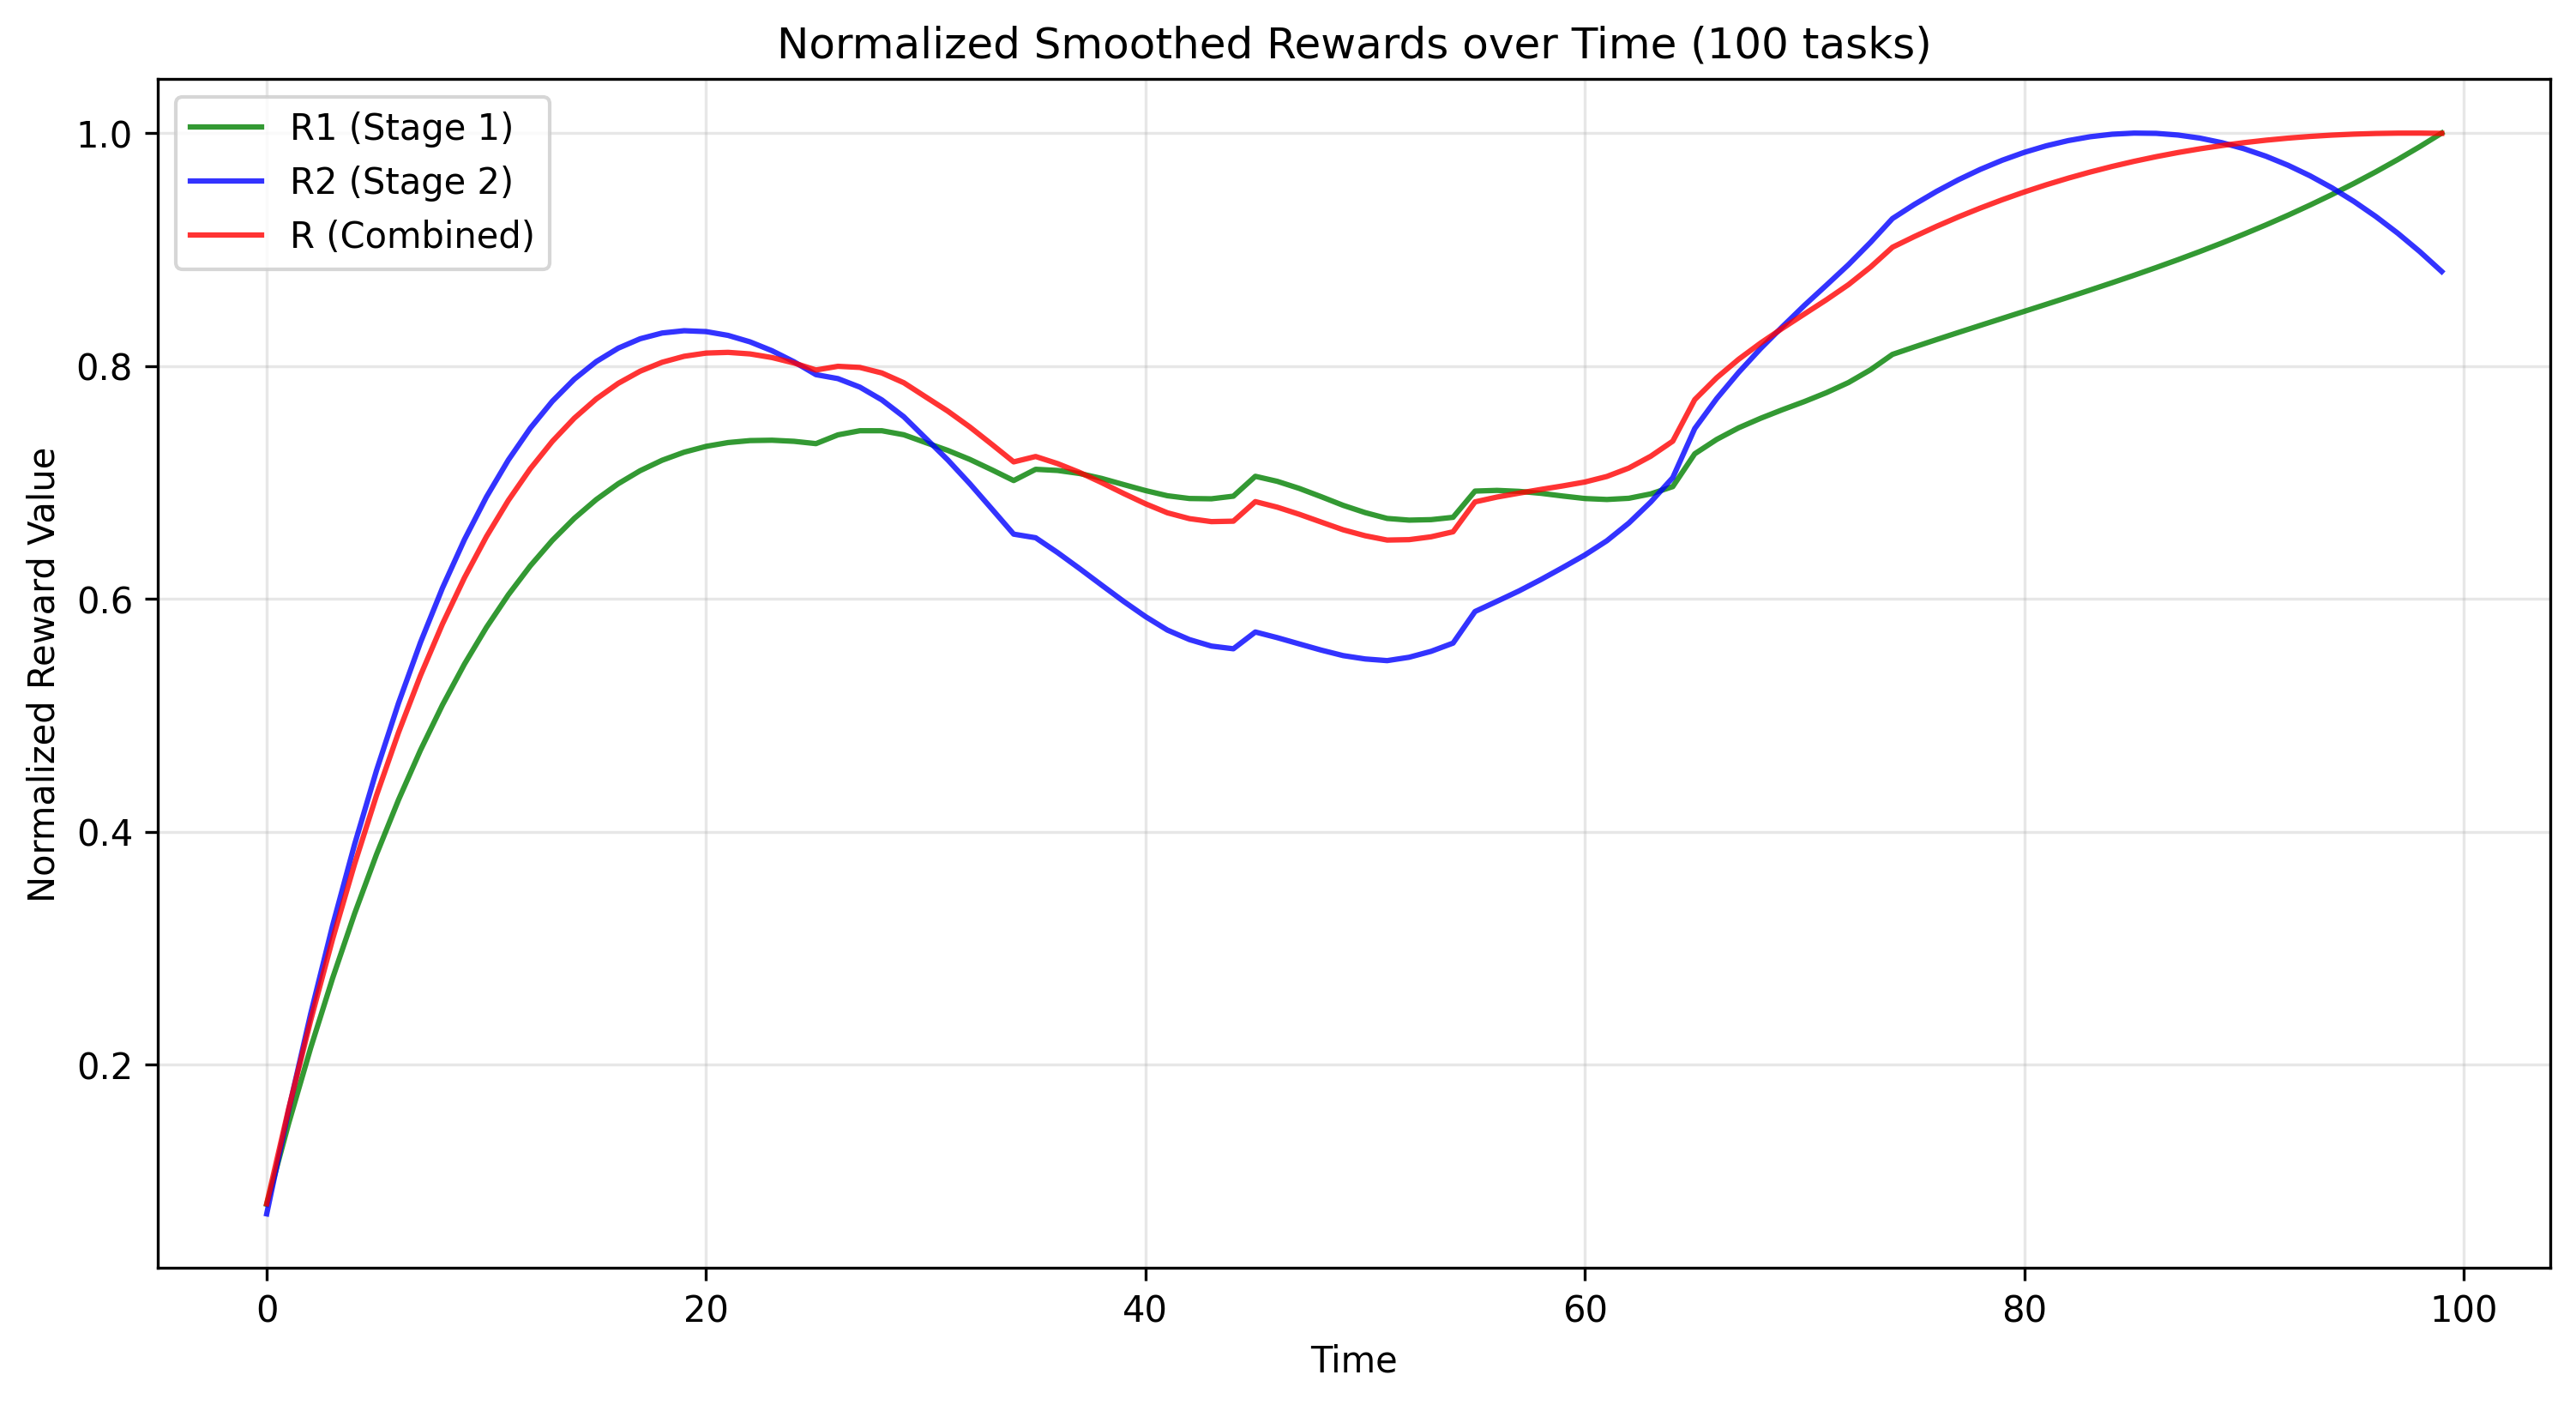 Normalized Smoothed Rewards over Time (100 tasks)
R1 (Stage 1)
R2 (Stage 2)
R (Combined)
Normalized Reward Value
1.0
0.8
0.6
0.4
0.2
0 20 40 60 80 100
Time